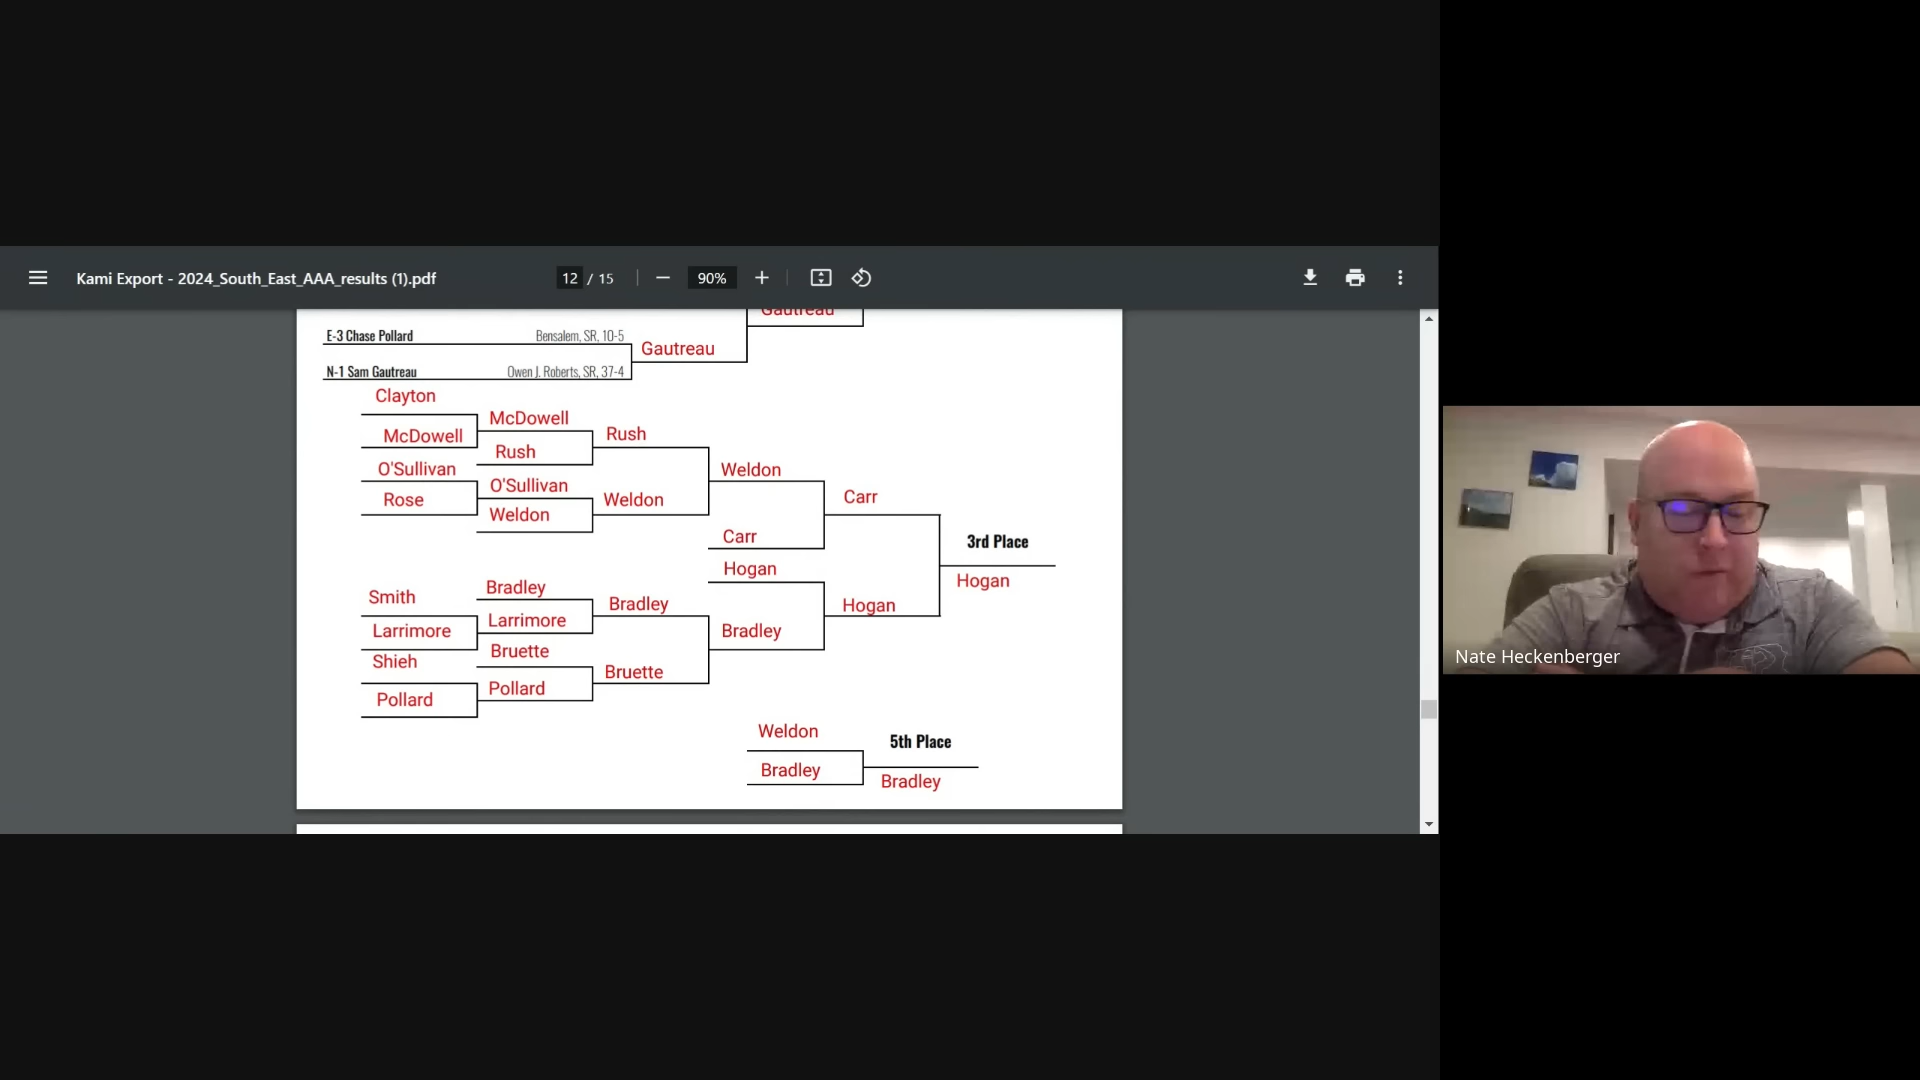 Kami Export - 2024_South_East_AAA_results (1).pdf
12 / 15
90%
Gautreau
E-3 Chase Pollard Bensalem, SR, 10-5
Gautreau
N-1 Sam Gautreau Owen J. Roberts, SR, 37-4
Clayton
McDowell
McDowell
Rush
Rush
O'Sullivan
Weldon
O'Sullivan
Rose
Weldon
Weldon
Carr
Carr
3rd Place
Hogan
Hogan
Bradley
Smith
Bradley
Hogan
Larrimore
Larrimore
Bradley
Bruette
Shieh
Bruette
Pollard
Pollard
Weldon
5th Place
Bradley
Bradley
Nate Heckenberger